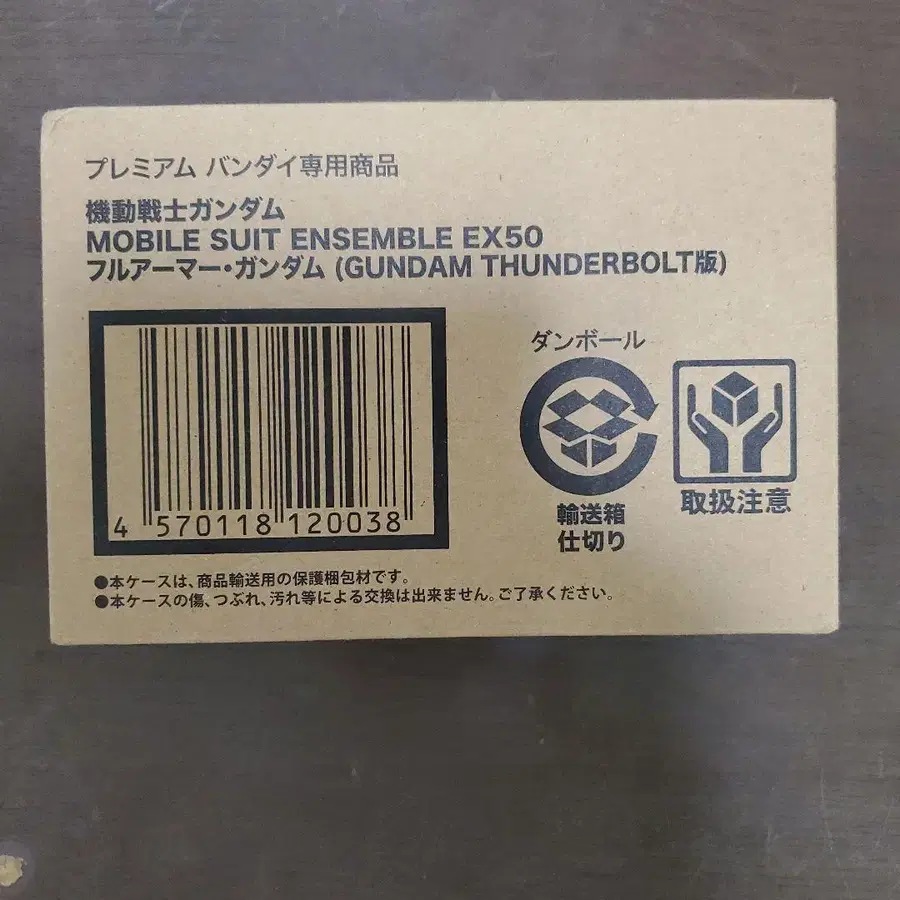 プレミアム バンダイ専用商品
機動戦士ガンダム
MOBILE SUIT ENSEMBLE EX50
フルアーマー・ガンダム (GUNDAM THUNDERBOLT版)
4 570118 120038
ダンボール
輸送箱
仕切り
取扱注意
●本ケースは、商品輸送用の保護梱包材です。
●本ケースの傷、つぶれ、汚れ等による交換は出来ません。ご了承ください。